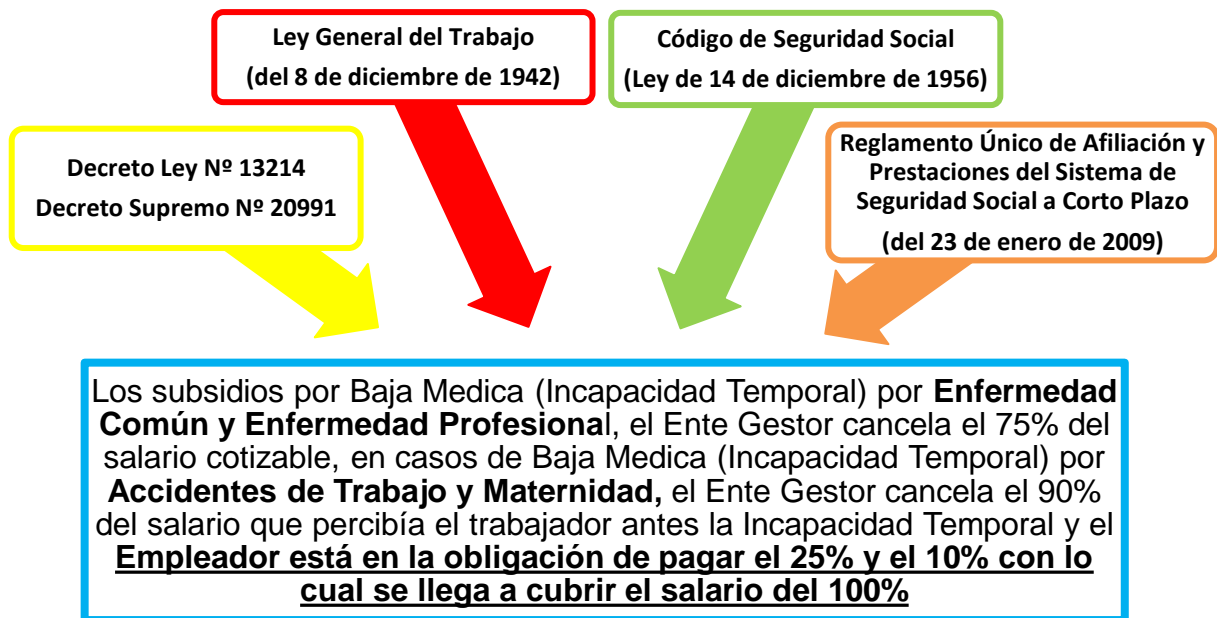 Ley General del Trabajo
(del 8 de diciembre de 1942)
Código de Seguridad Social
(Ley de 14 de diciembre de 1956)
Decreto Ley Nº 13214
Decreto Supremo Nº 20991
Reglamento Único de Afiliación y
Prestaciones del Sistema de
Seguridad Social a Corto Plazo
(del 23 de enero de 2009)
Los subsidios por Baja Medica (Incapacidad Temporal) por Enfermedad
Común y Enfermedad Profesional, el Ente Gestor cancela el 75% del
salario cotizable, en casos de Baja Medica (Incapacidad Temporal) por
Accidentes de Trabajo y Maternidad, el Ente Gestor cancela el 90%
del salario que percibía el trabajador antes la Incapacidad Temporal y el
Empleador está en la obligación de pagar el 25% y el 10% con lo
cual se llega a cubrir el salario del 100%